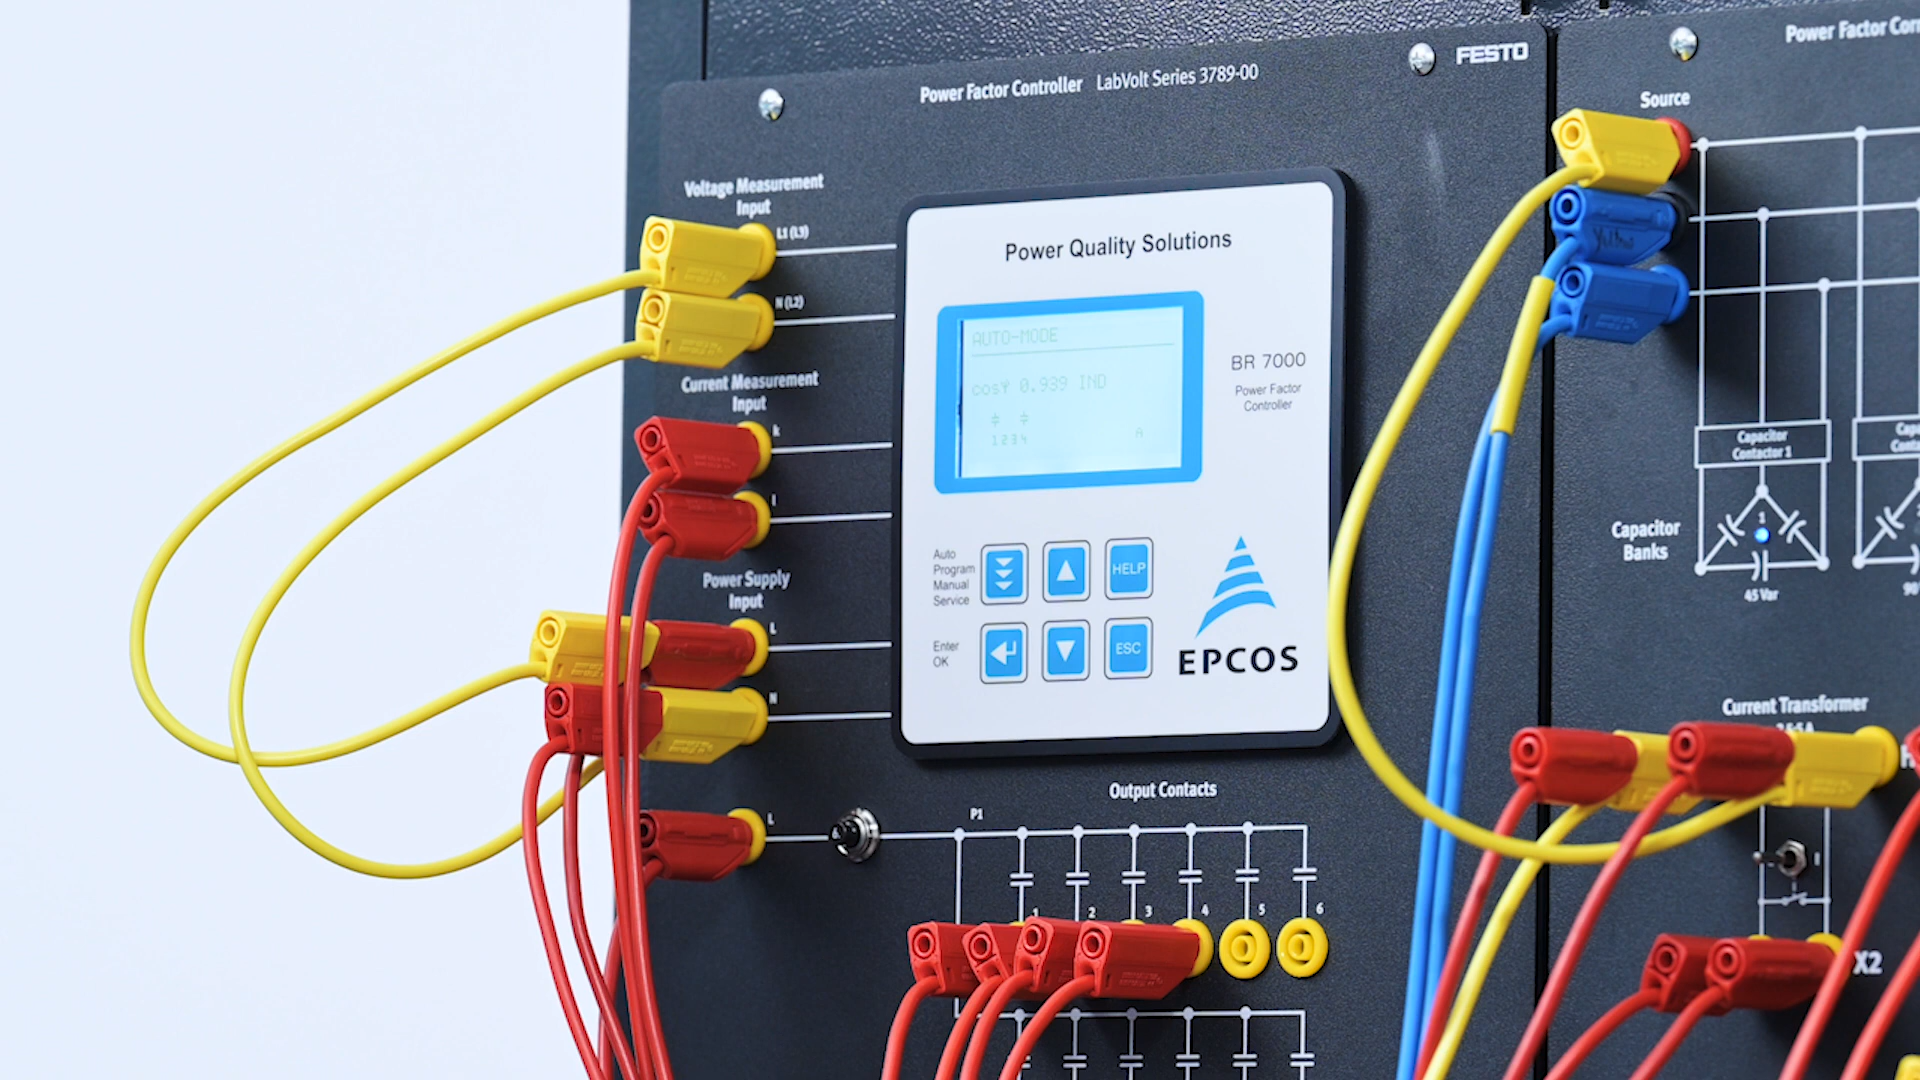 FESTO
Power Factor Controller LabVolt Series 3789-00
Source
Voltage Measurement
Input
L1 (L3)
N (L2)
Current Measurement
Input
k
l
Power Supply
Input
L
N
L
Power Quality Solutions
AUTO-MODE
cosφ 0.939 IND
1234
A
BR 7000
Power Factor
Controller
Auto
Program
Manual
Service
HELP
Enter
OK
ESC
EPCOS
Output Contacts
P1
1 2 3 4 5 6
Power Factor
Capacitor
Contactor 1
Capacitor
Banks
1
45 Var
90
Current Transformer
X2